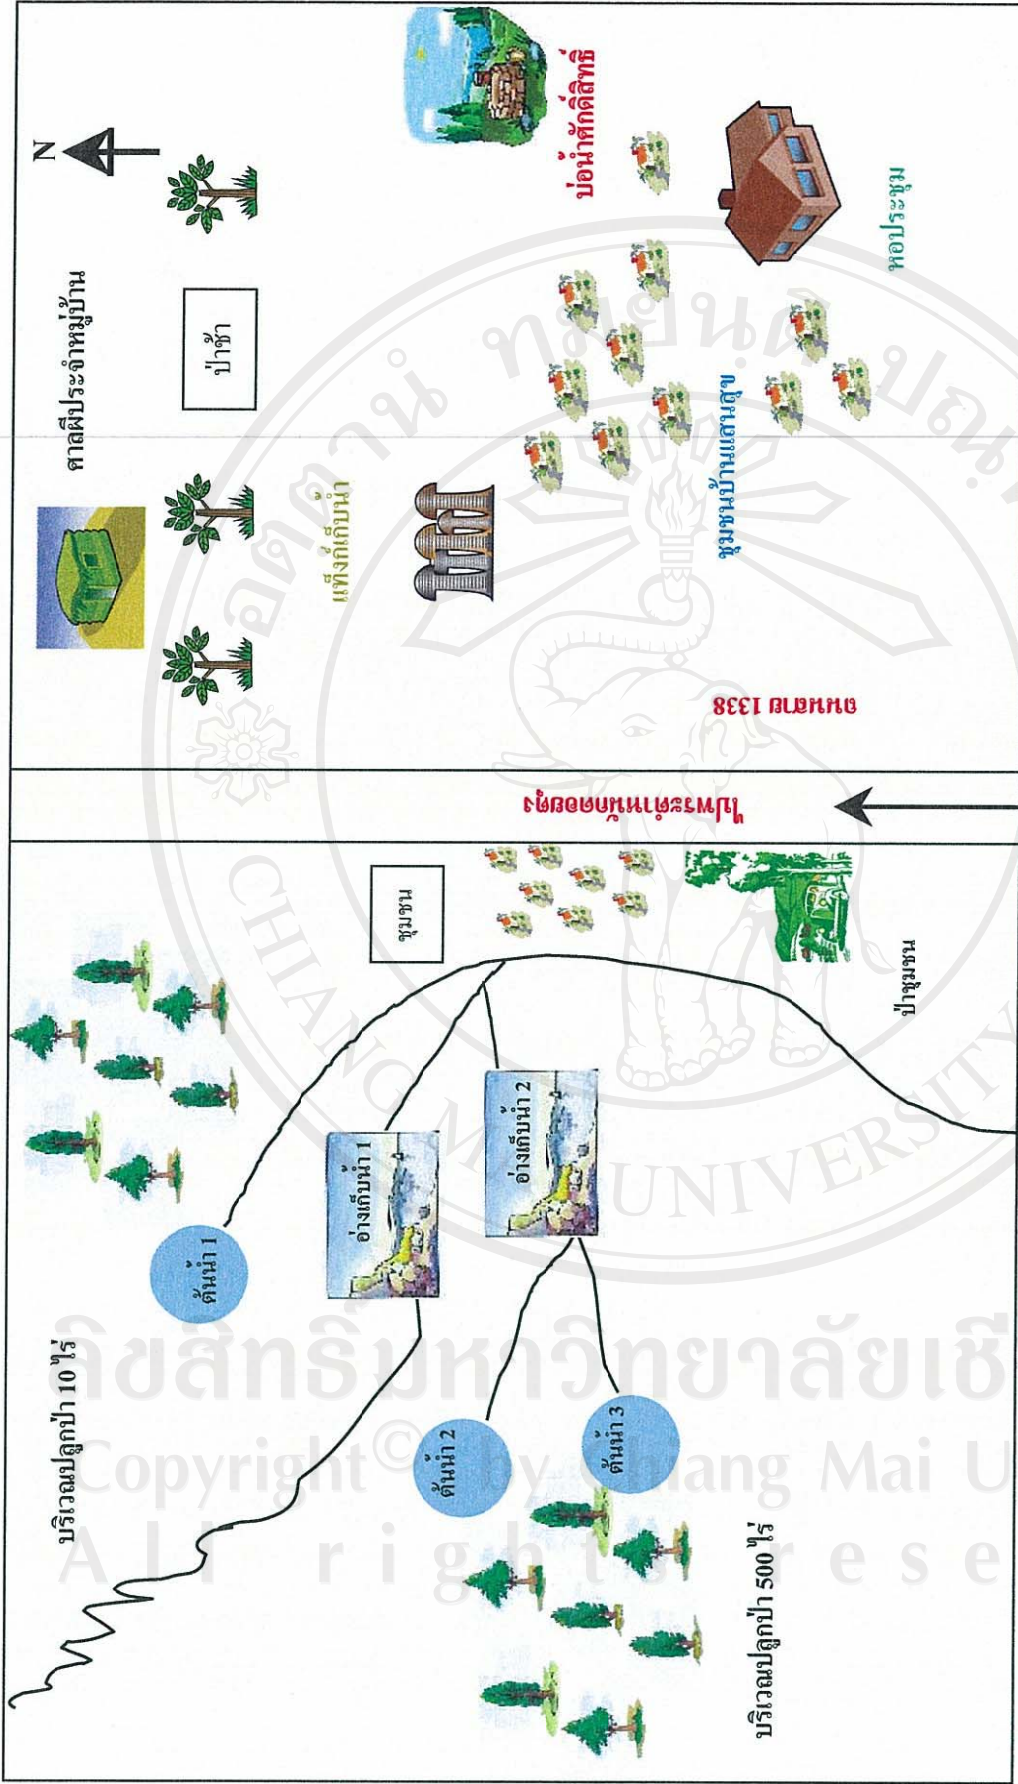 N
ศาลผีประจำหมู่บ้าน
ป่าช้า
บ่อน้ำศักดิ์สิทธิ์
แท็งก์เก็บน้ำ
หอประชุม
ชุมชนบ้านแสนสุข
ถนนสาย 1338
ไปพระตำหนักดอยตุง
ชุมชน
ป่าชุมชน
ต้นน้ำ 1
อ่างเก็บน้ำ 1
อ่างเก็บน้ำ 2
บริเวณปลูกป่า 10 ไร่
ต้นน้ำ 2
ต้นน้ำ 3
บริเวณปลูกป่า 500 ไร่
CHIANG MAI UNIVERSITY
ลิขสิทธิ์มหาวิทยาลัยเชี
Copyright © by Chiang Mai U
All rights rese